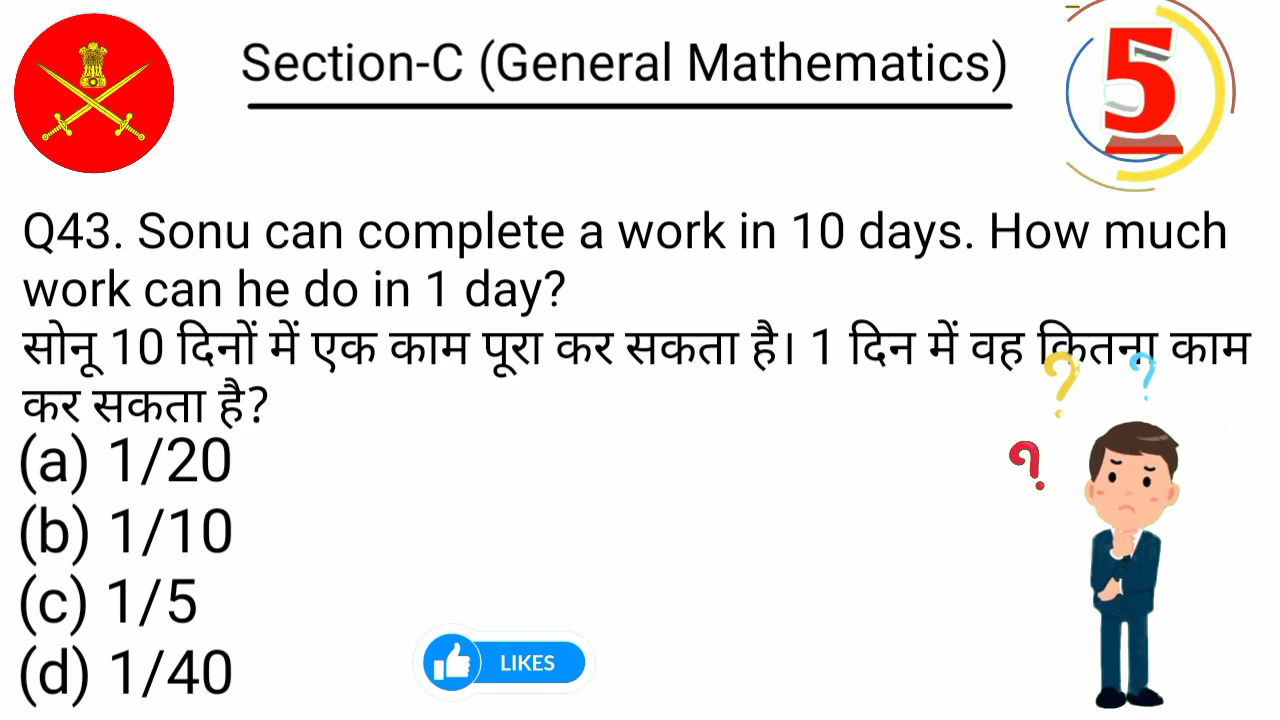 Section-C (General Mathematics)
5
Q43. Sonu can complete a work in 10 days. How much
work can he do in 1 day?
सोनू 10 दिनों में एक काम पूरा कर सकता है। 1 दिन में वह कितना काम
कर सकता है?
(a) 1/20
(b) 1/10
(c) 1/5
(d) 1/40
LIKES